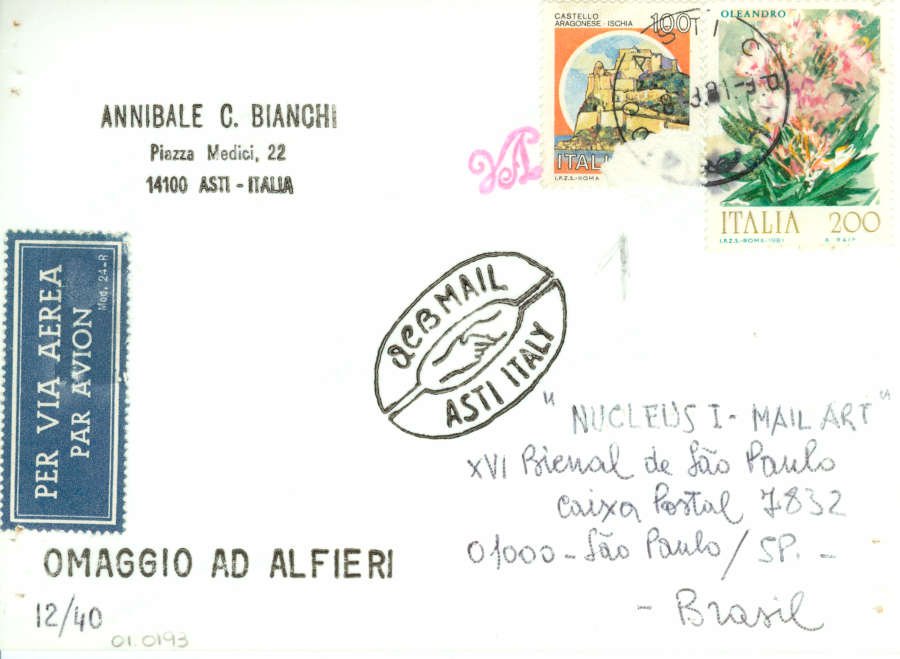 ANNIBALE C. BIANCHI
Piazza Medici, 22
14100 ASTI - ITALIA
CASTELLO
ARAGONESE - ISCHIA
100
ITALI
I.P.Z.S.-ROMA
OLEANDRO
ITALIA 200
I.P.Z.S.-ROMA-1981
PER VIA AEREA
PAR AVION
Mod. 24-R
1
ACB MAIL
ASTI ITALY
"NUCLEUS I - MAIL ART"
XVI Bienal de São Paulo
Caixa Postal 7832
01000 - São Paulo / SP. -
- Brasil
OMAGGIO AD ALFIERI
12/40
01.0193